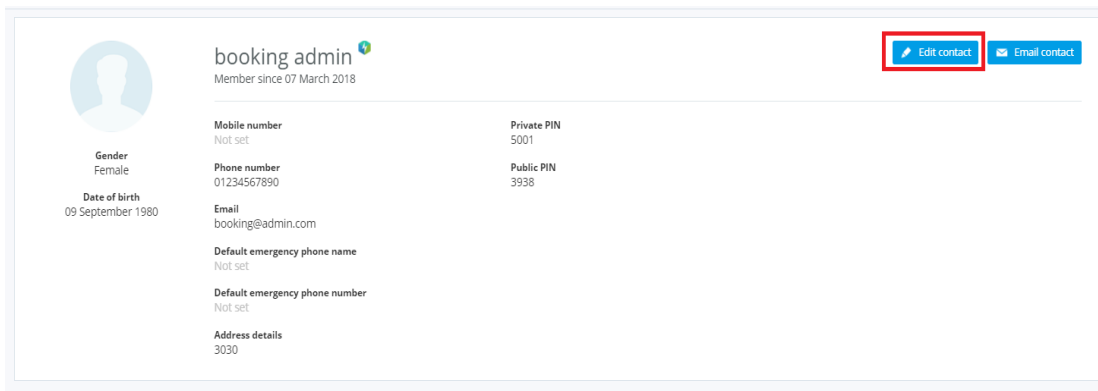 booking admin
Member since 07 March 2018
Edit contact
Email contact
Gender
Female
Date of birth
09 September 1980
Mobile number
Not set
Phone number
01234567890
Email
booking@admin.com
Default emergency phone name
Not set
Default emergency phone number
Not set
Address details
3030
Private PIN
5001
Public PIN
3938